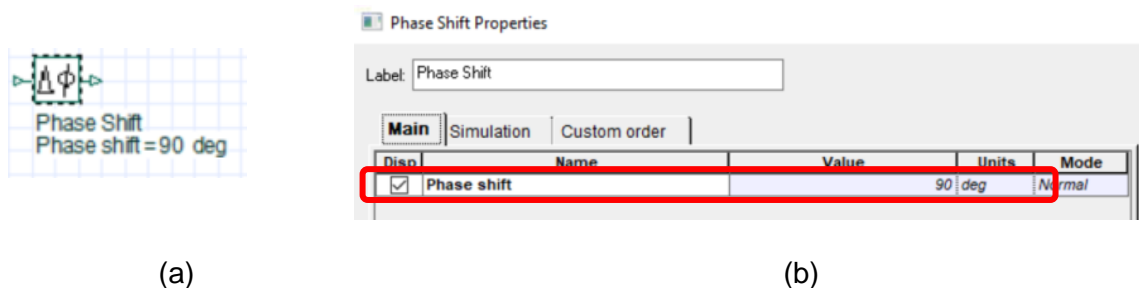 Phase Shift Properties
Label: Phase Shift
ΔΦ
Phase Shift
Phase shift = 90 deg
Main Simulation Custom order
Disp Name Value Units Mode
Phase shift 90 deg Normal
(a) (b)